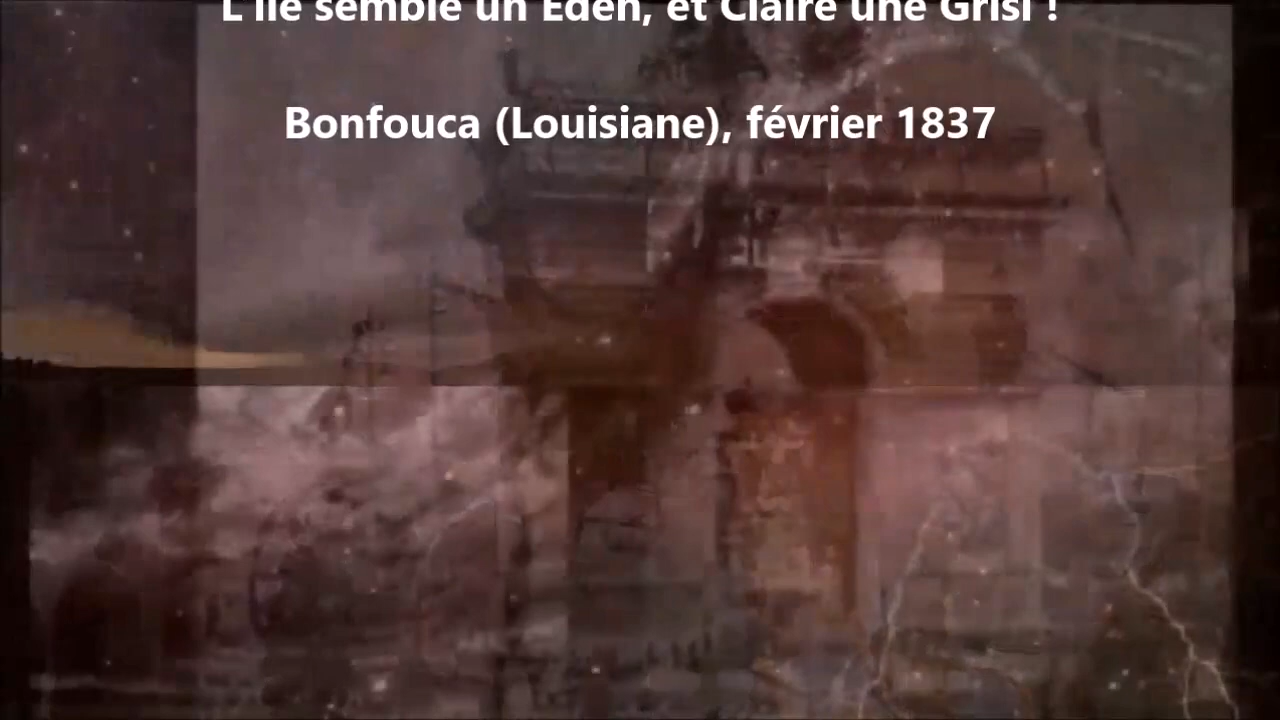 L'île semble un Eden, et Claire une Grisi !
Bonfouca (Louisiane), février 1837